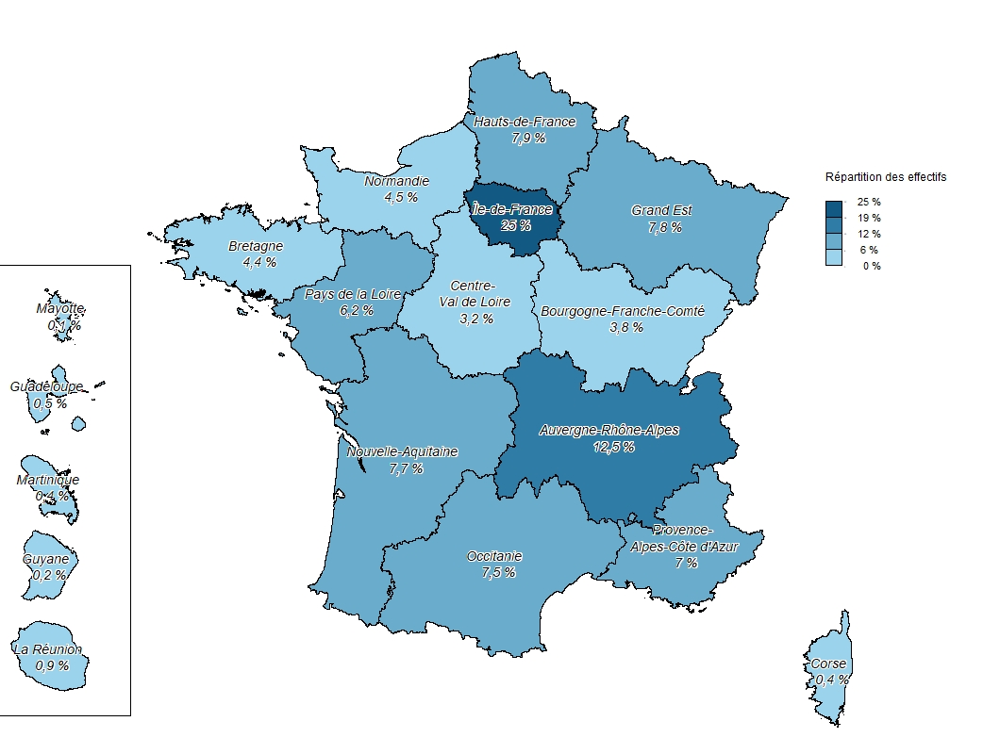 Hauts-de-France
7,9 %
Normandie
4,5 %
Île-de-France
25 %
Grand Est
7,8 %
Répartition des effectifs
25 %
19 %
12 %
6 %
0 %
Bretagne
4,4 %
Pays de la Loire
6,2 %
Centre-
Val de Loire
3,2 %
Bourgogne-Franche-Comté
3,8 %
Mayotte
0,1 %
Guadeloupe
0,5 %
Martinique
0,4 %
Guyane
0,2 %
La Réunion
0,9 %
Nouvelle-Aquitaine
7,7 %
Auvergne-Rhône-Alpes
12,5 %
Occitanie
7,5 %
Provence-
Alpes-Côte d'Azur
7 %
Corse
0,4 %